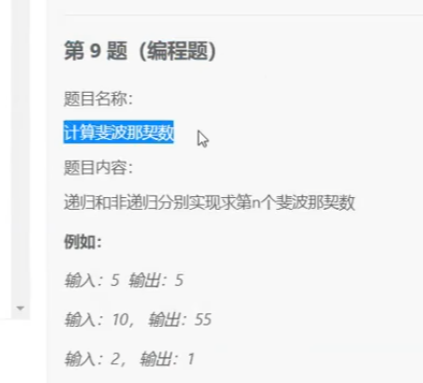 第 9 题（编程题）
题目名称：
计算斐波那契数
题目内容：
递归和非递归分别实现求第n个斐波那契数
例如：
输入：5 输出：5
输入：10， 输出：55
输入：2， 输出：1